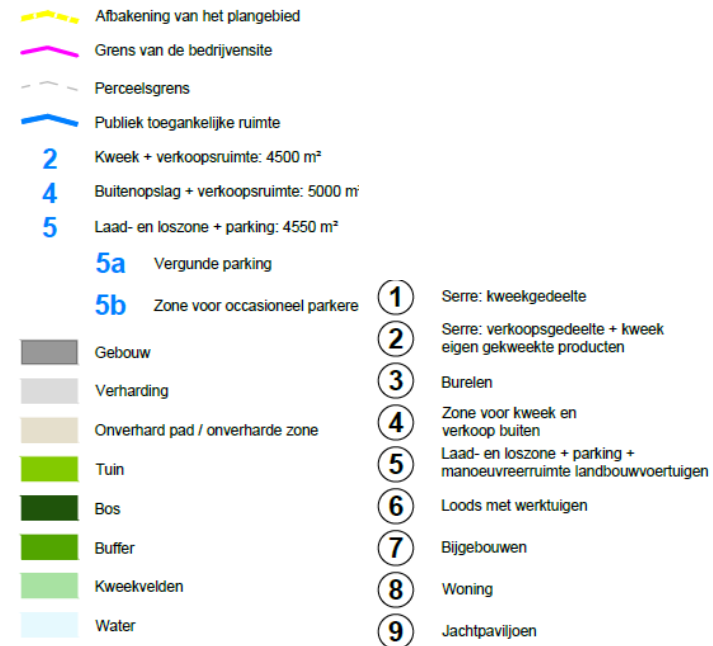 Afbakening van het plangebied
Grens van de bedrijvensite
Perceelsgrens
Publiek toegankelijke ruimte
2 Kweek + verkoopsruimte: 4500 m²
4 Buitenopslag + verkoopsruimte: 5000 m
5 Laad- en loszone + parking: 4550 m²
5a Vergunde parking
5b Zone voor occasioneel parkere
Gebouw
Verharding
Onverhard pad / onverharde zone
Tuin
Bos
Buffer
Kweekvelden
Water
1 Serre: kweekgedeelte
2 Serre: verkoopsgedeelte + kweek
eigen gekweekte producten
3 Burelen
4 Zone voor kweek en
verkoop buiten
5 Laad- en loszone + parking +
manoeuvreerruimte landbouwvoertuigen
6 Loods met werktuigen
7 Bijgebouwen
8 Woning
9 Jachtpaviljoen